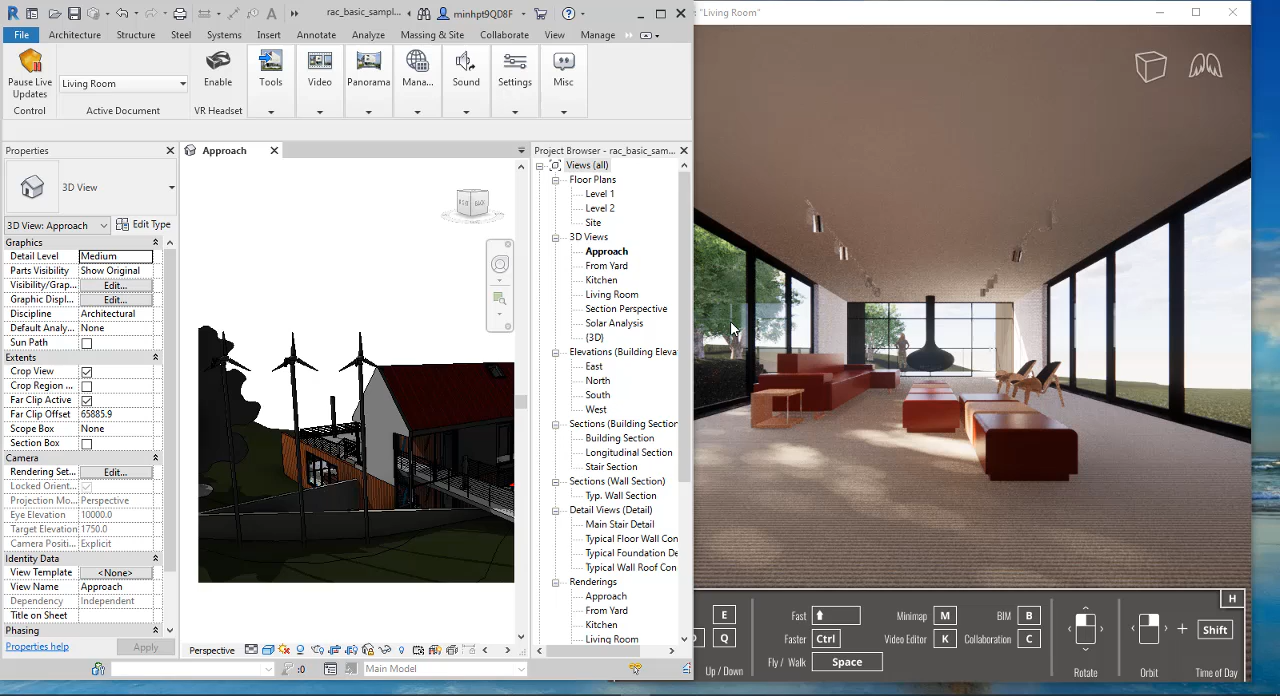 rac_basic_sampl...
minhpt9QD8F
"Living Room"
File
Architecture
Structure
Steel
Systems
Insert
Annotate
Analyze
Massing & Site
Collaborate
View
Manage
Pause Live
Updates
Control
Living Room
Active Document
Enable
VR Headset
Tools
Video
Panorama
Mana...
Sound
Settings
Misc
Properties
3D View
3D View: Approach
Edit Type
Graphics
Detail Level Medium
Parts Visibility Show Original
Visibility/Grap... Edit...
Graphic Displ... Edit...
Discipline Architectural
Default Analy... None
Sun Path
Extents
Crop View
Crop Region ...
Far Clip Active
Far Clip Offset 65885.9
Scope Box None
Section Box
Camera
Rendering Set... Edit...
Locked Orient...
Projection Mo... Perspective
Eye Elevation 10000.0
Target Elevation 1750.0
Camera Positi... Explicit
Identity Data
View Template <None>
View Name Approach
Dependency Independent
Title on Sheet
Phasing
Properties help
Apply
Approach
BACK
Perspective
:0
Main Model
Project Browser - rac_basic_sam...
Views (all)
Floor Plans
Level 1
Level 2
Site
3D Views
Approach
From Yard
Kitchen
Living Room
Section Perspective
Solar Analysis
{3D}
Elevations (Building Eleva
East
North
South
West
Sections (Building Section
Building Section
Longitudinal Section
Stair Section
Sections (Wall Section)
Typ. Wall Section
Detail Views (Detail)
Main Stair Detail
Typical Floor Wall Con
Typical Foundation De
Typical Wall Roof Con
Renderings
Approach
From Yard
Kitchen
Living Room
H
E
Q
Up / Down
Fast
Faster Ctrl
Fly / Walk Space
Minimap M
Video Editor K
BIM B
Collaboration C
Rotate
Orbit
+
Shift
Time of Day